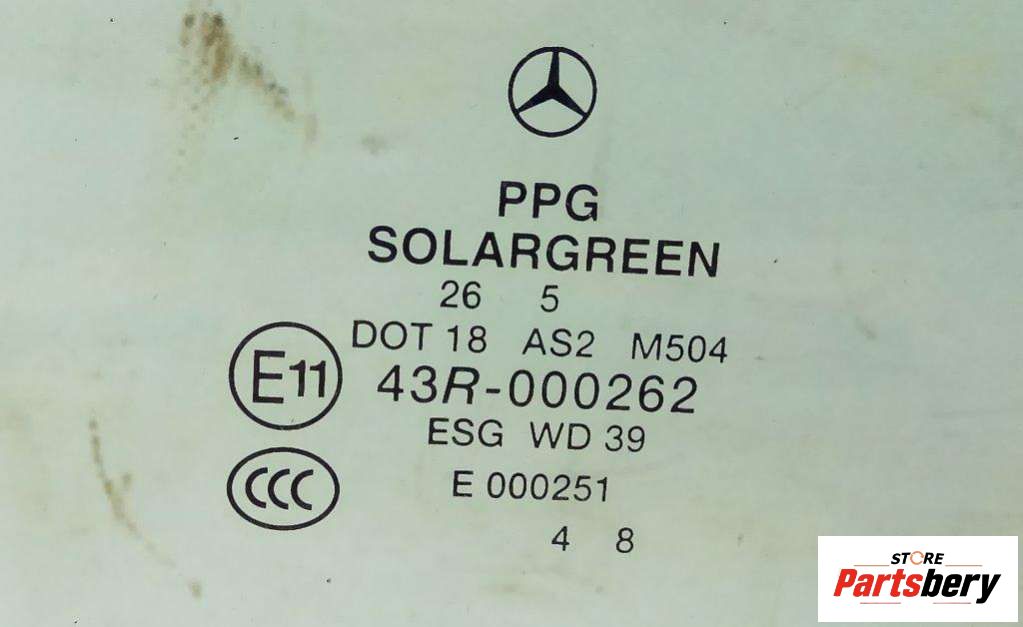 PPG
SOLARGREEN
26 5
DOT 18 AS2 M504
E11 43R-000262
ESG WD 39
CCC E 000251
4 8
STORE
Partsbery